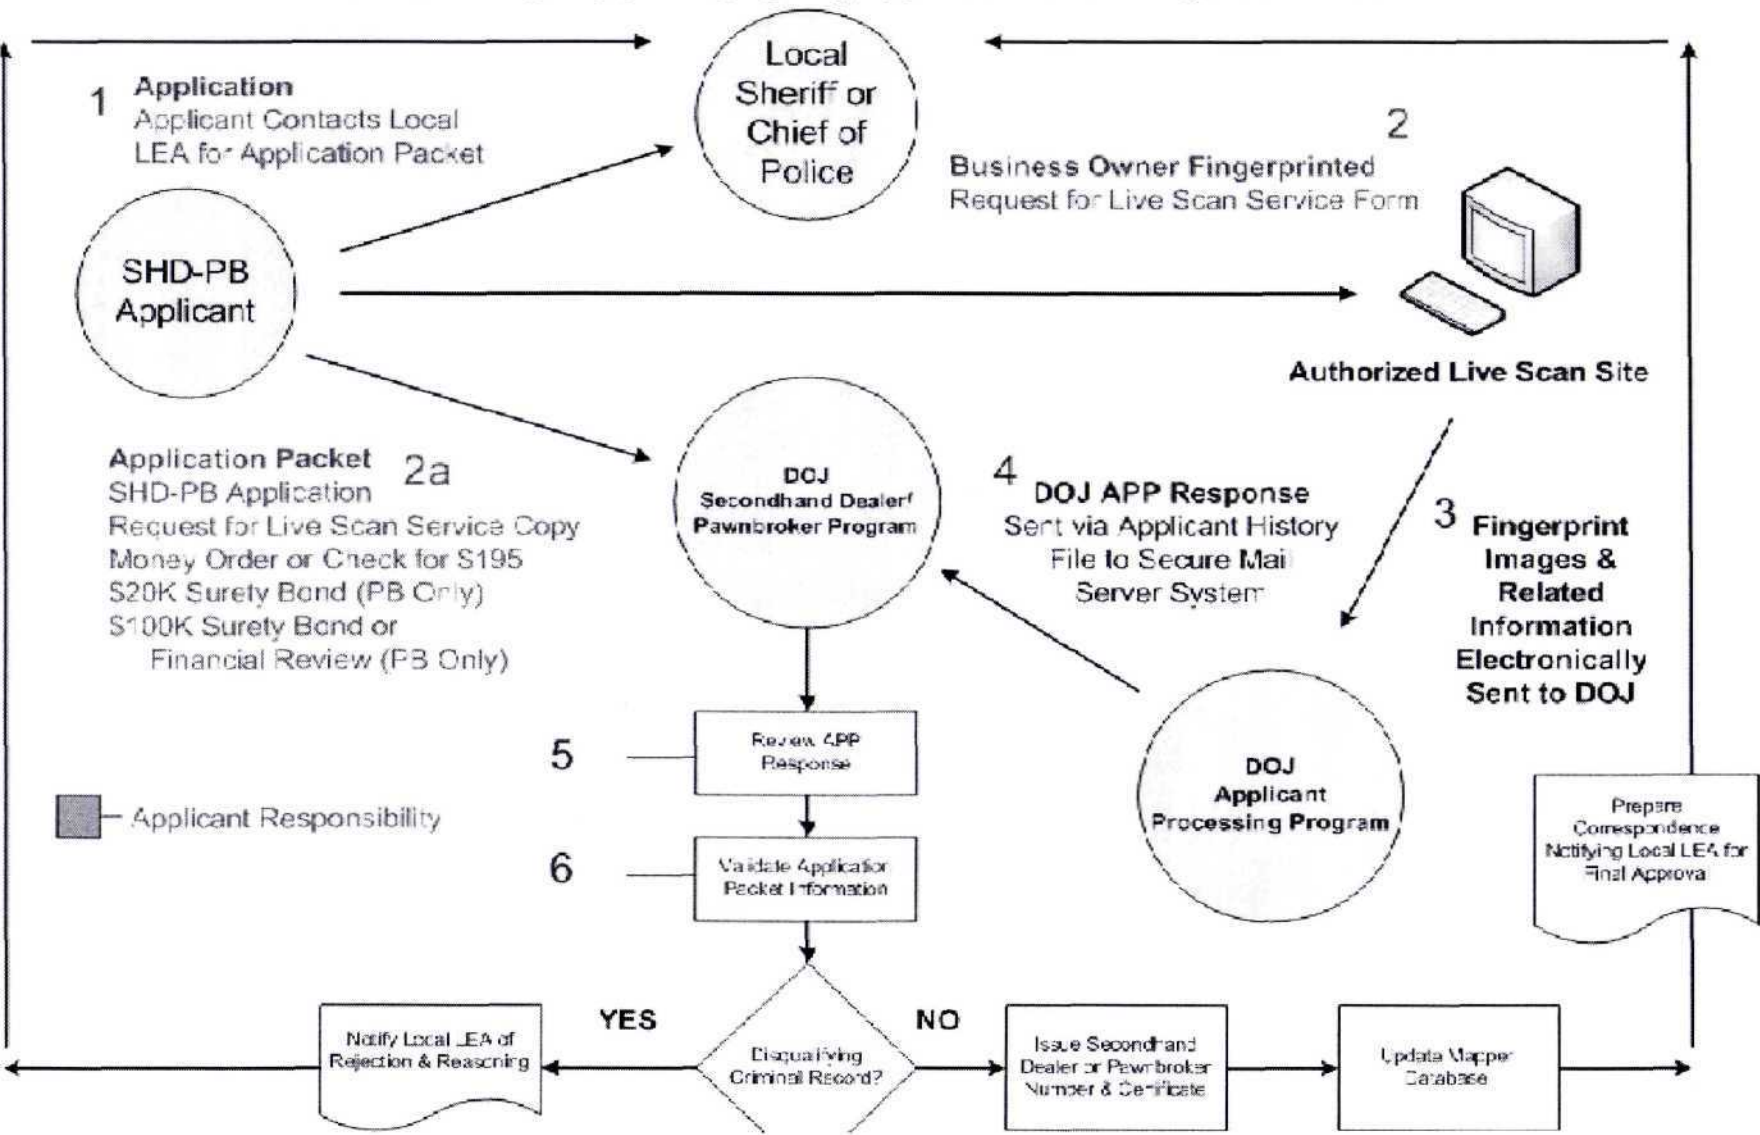 1
Application
Applicant Contacts Local
LEA for Application Packet
Local
Sheriff or
Chief of
Police
2
Business Owner Fingerprinted
Request for Live Scan Service Form
SHD-PB
Applicant
Authorized Live Scan Site
Application Packet
2a
SHD-PB Application
Request for Live Scan Service Copy
Money Order or Check for $195
$20K Surety Bond (PB Only)
$100K Surety Bond or
Financial Review (PB Only)
DOJ
Secondhand Dealer/
Pawnbroker Program
4
DOJ APP Response
Sent via Applicant History
File to Secure Mail
Server System
3
Fingerprint
Images &
Related
Information
Electronically
Sent to DOJ
5
Review APP
Response
DOJ
Applicant
Processing Program
Applicant Responsibility
6
Validate Application
Packet Information
Prepare
Correspondence
Notifying Local LEA for
Final Approval
YES
NO
Notify Local LEA of
Rejection & Reasoning
Disqualifying
Criminal Record?
Issue Secondhand
Dealer or Pawnbroker
Number & Certificate
Update Mapper
Database